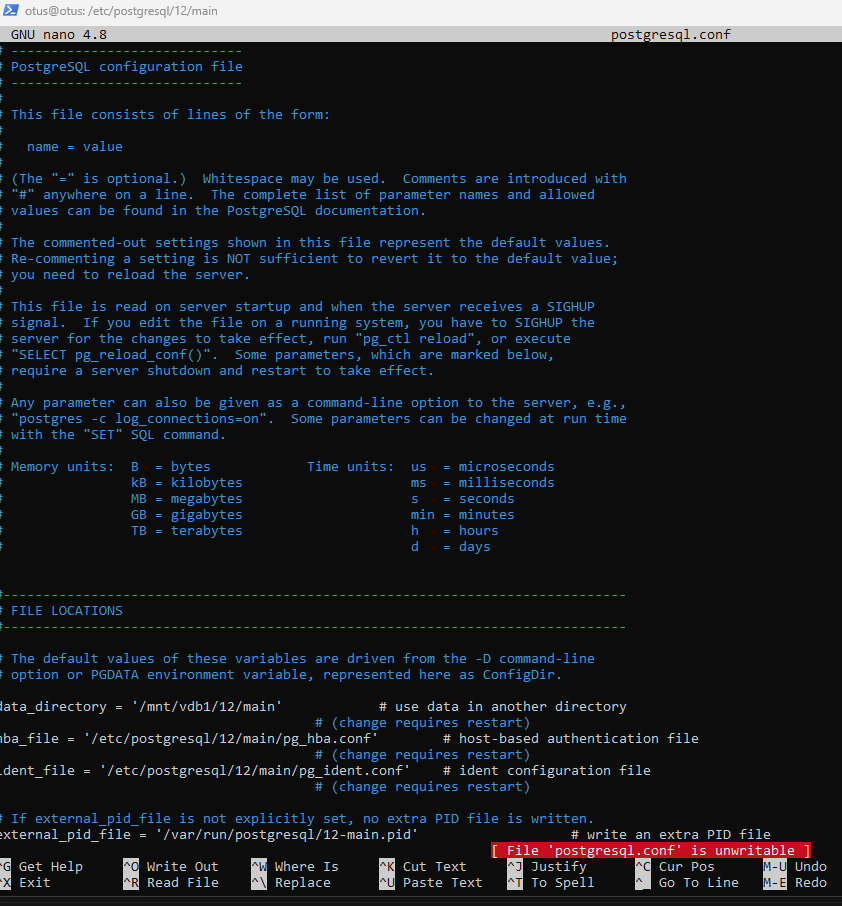 otus@otus: /etc/postgresql/12/main
GNU nano 4.8 postgresql.conf
# -----------------------------
# PostgreSQL configuration file
# -----------------------------
#
# This file consists of lines of the form:
#
#   name = value
#
# (The "=" is optional.)  Whitespace may be used.  Comments are introduced with
# "#" anywhere on a line.  The complete list of parameter names and allowed
# values can be found in the PostgreSQL documentation.
#
# The commented-out settings shown in this file represent the default values.
# Re-commenting a setting is NOT sufficient to revert it to the default value;
# you need to reload the server.
#
# This file is read on server startup and when the server receives a SIGHUP
# signal.  If you edit the file on a running system, you have to SIGHUP the
# server for the changes to take effect, run "pg_ctl reload", or execute
# "SELECT pg_reload_conf()".  Some parameters, which are marked below,
# require a server shutdown and restart to take effect.
#
# Any parameter can also be given as a command-line option to the server, e.g.,
# "postgres -c log_connections=on".  Some parameters can be changed at run time
# with the "SET" SQL command.
#
# Memory units:  B  = bytes            Time units:  us  = microseconds
#                kB = kilobytes                     ms  = milliseconds
#                MB = megabytes                     s   = seconds
#                GB = gigabytes                     min = minutes
#                TB = terabytes                     h   = hours
#                                                   d   = days
#------------------------------------------------------------------------------
# FILE LOCATIONS
#------------------------------------------------------------------------------
# The default values of these variables are driven from the -D command-line
# option or PGDATA environment variable, represented here as ConfigDir.
data_directory = '/mnt/vdb1/12/main'            # use data in another directory
# (change requires restart)
hba_file = '/etc/postgresql/12/main/pg_hba.conf'        # host-based authentication file
# (change requires restart)
ident_file = '/etc/postgresql/12/main/pg_ident.conf'    # ident configuration file
# (change requires restart)
# If external_pid_file is not explicitly set, no extra PID file is written.
external_pid_file = '/var/run/postgresql/12-main.pid'                   # write an extra PID file
[ File 'postgresql.conf' is unwritable ]
^G Get Help ^O Write Out ^W Where Is ^K Cut Text ^J Justify ^C Cur Pos M-U Undo
^X Exit ^R Read File ^\ Replace ^U Paste Text ^T To Spell ^_ Go To Line M-E Redo